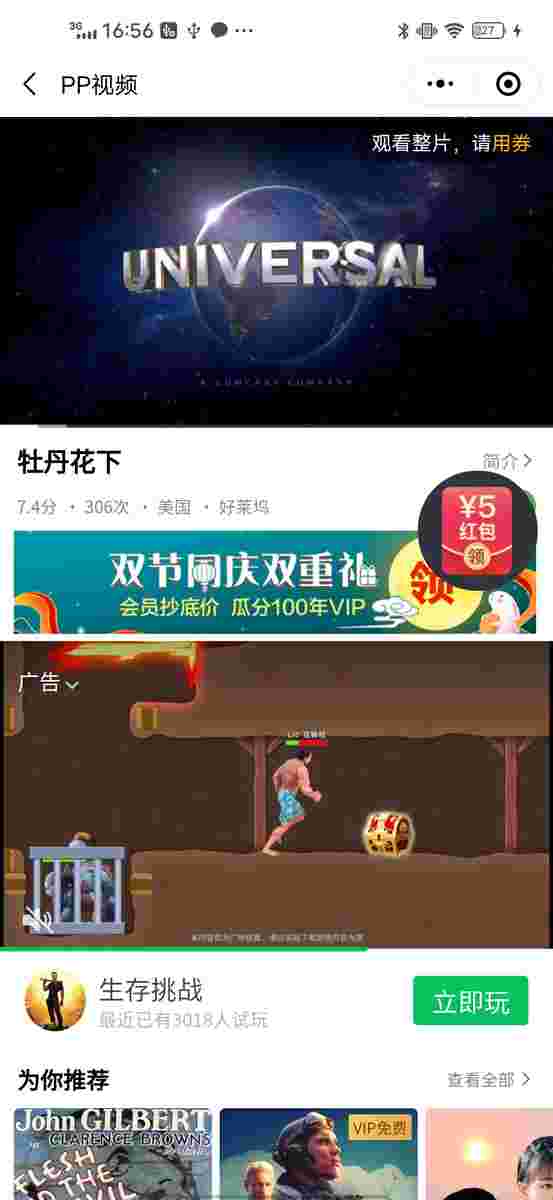 3G 16:56 27
PP视频
观看整片，请用券
UNIVERSAL
A COMCAST COMPANY
牡丹花下
简介
7.4分 · 306次 · 美国 · 好莱坞
¥5
红包
领
双节同庆双重礼
会员抄底价 瓜分100年VIP
领
广告
生存挑战
最近已有3018人试玩
立即玩
为你推荐
查看全部
John GILBERT
CLARENCE BROWN'S
FLESH
AND THE
DEVIL
VIP免费